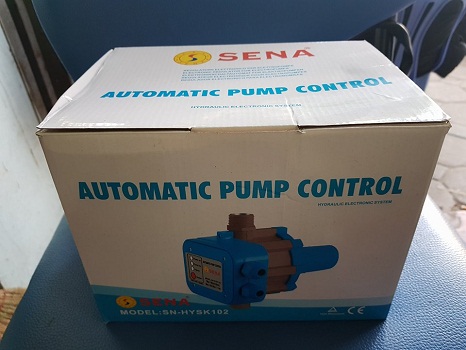 SENA
AUTOMATIC PUMP CONTROL
HYDRAULIC ELECTRONIC SYSTEM
AUTOMATIC PUMP CONTROL
HYDRAULIC ELECTRONIC SYSTEM
SENA
MODEL:SN-HYSK102
CE